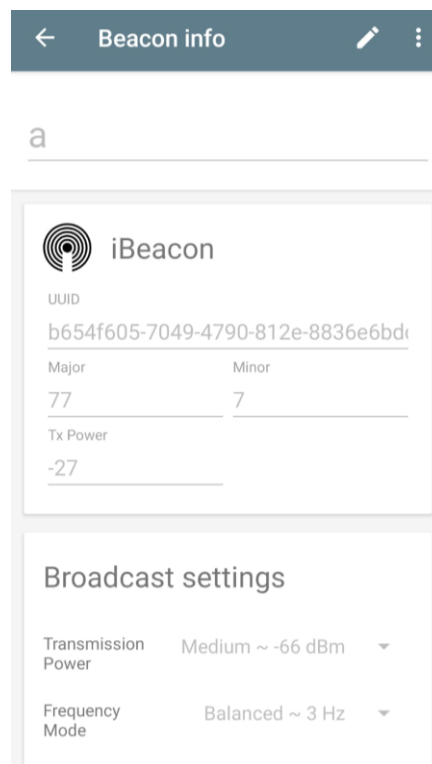 Beacon info
a
iBeacon
UUID
b654f605-7049-4790-812e-8836e6bd
Major Minor
77 7
Tx Power
-27
Broadcast settings
Transmission Power Medium ~ -66 dBm
Frequency Mode Balanced ~ 3 Hz